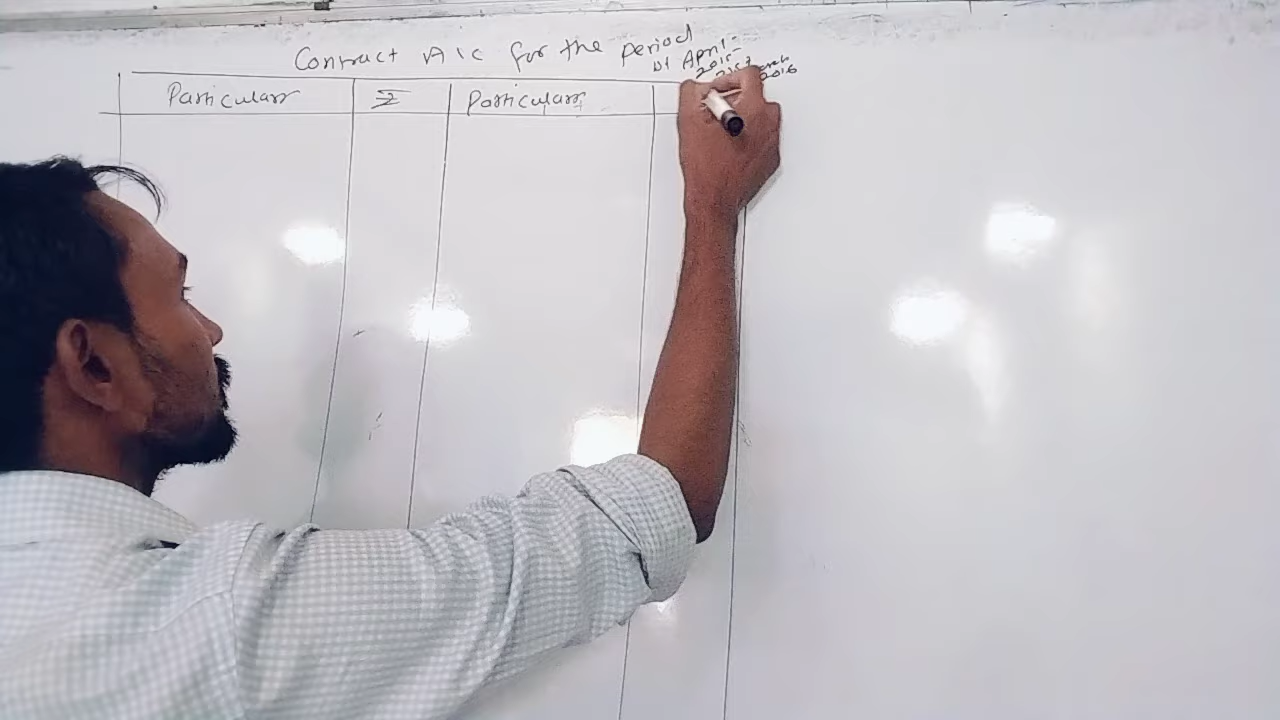 Contract A/c for the period
1st April-
2015-
31st March
2016
Particulars ₹ Particulars